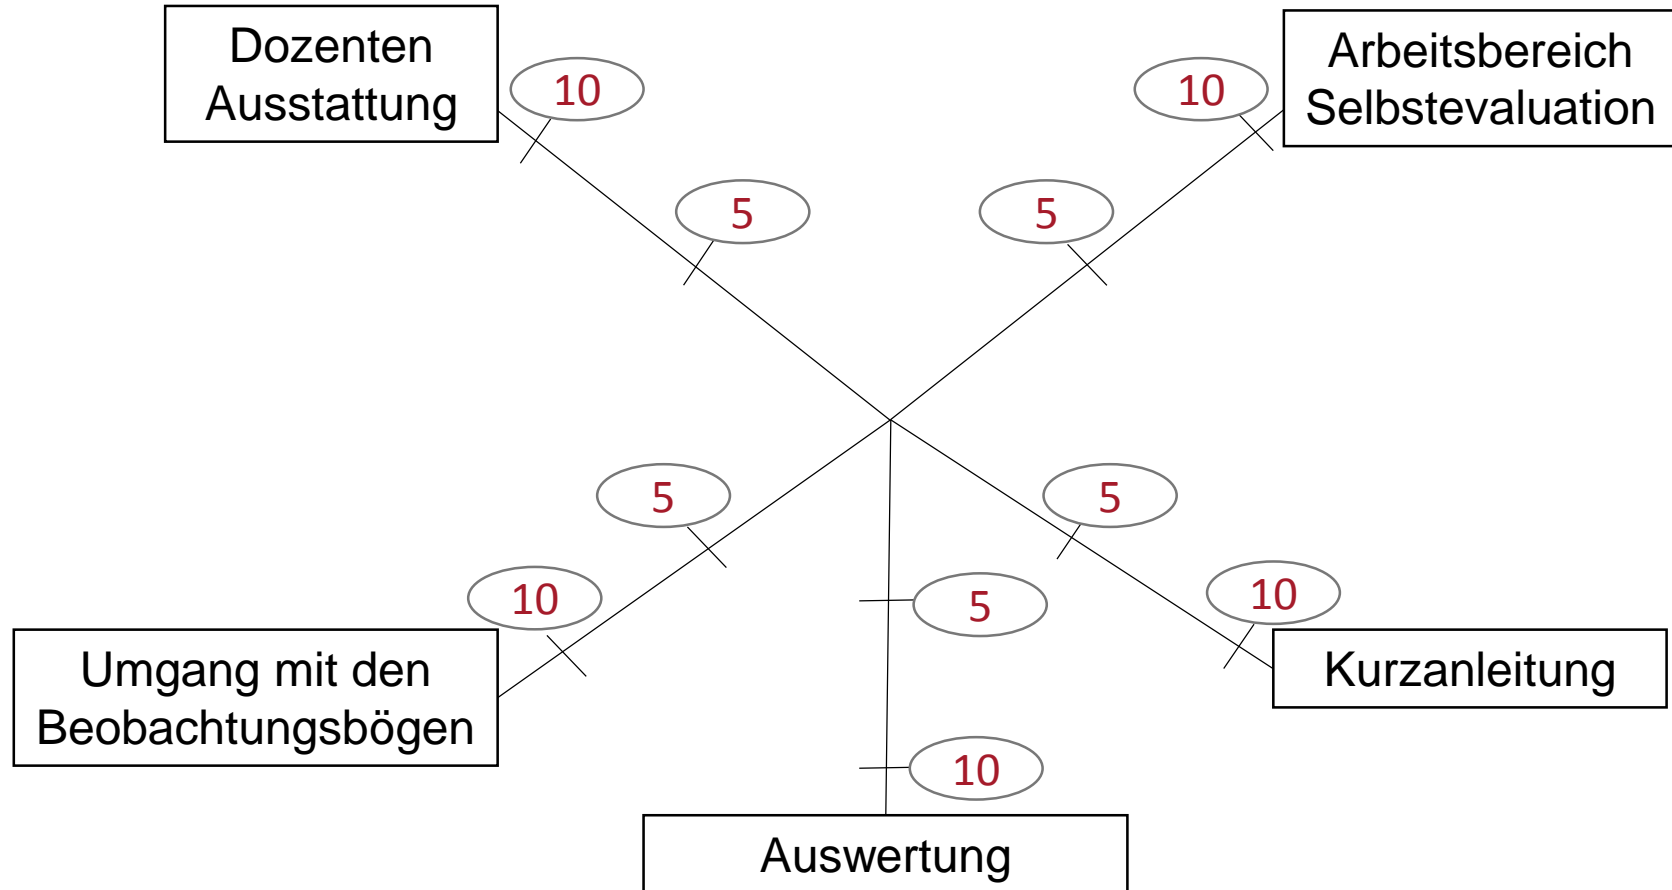 Dozenten
Ausstattung
10
5
Arbeitsbereich
Selbstevaluation
10
5
5
10
Umgang mit den
Beobachtungsbögen
5
10
Auswertung
5
10
Kurzanleitung